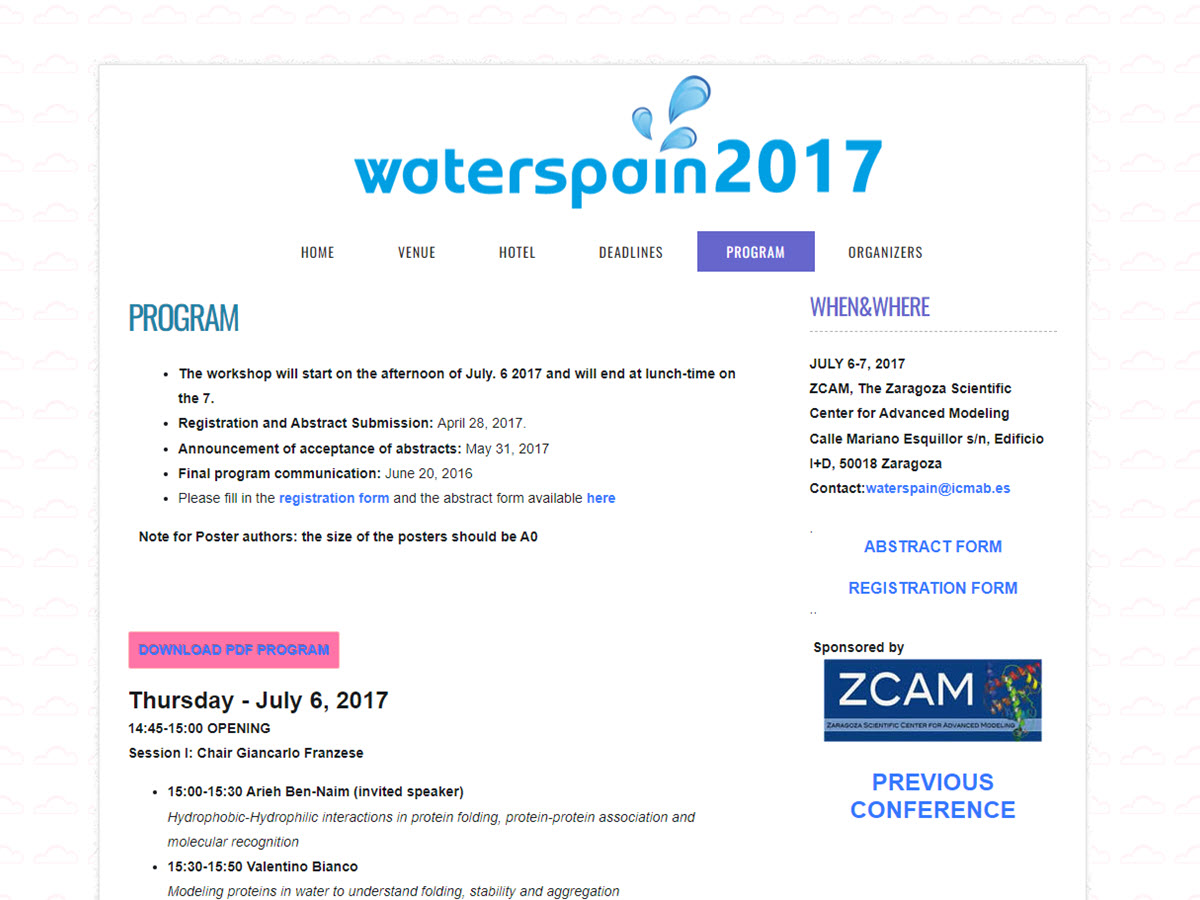 waterspain2017
HOME VENUE HOTEL DEADLINES PROGRAM ORGANIZERS
PROGRAM
• The workshop will start on the afternoon of July. 6 2017 and will end at lunch-time on
the 7.
• Registration and Abstract Submission: April 28, 2017.
• Announcement of acceptance of abstracts: May 31, 2017
• Final program communication: June 20, 2016
• Please fill in the registration form and the abstract form available here
Note for Poster authors: the size of the posters should be A0
DOWNLOAD PDF PROGRAM
Thursday - July 6, 2017
14:45-15:00 OPENING
Session I: Chair Giancarlo Franzese
• 15:00-15:30 Arieh Ben-Naim (invited speaker)
Hydrophobic-Hydrophilic interactions in protein folding, protein-protein association and
molecular recognition
• 15:30-15:50 Valentino Bianco
Modeling proteins in water to understand folding, stability and aggregation
WHEN&WHERE
JULY 6-7, 2017
ZCAM, The Zaragoza Scientific
Center for Advanced Modeling
Calle Mariano Esquillor s/n, Edificio
I+D, 50018 Zaragoza
Contact:waterspain@icmab.es
.
ABSTRACT FORM
REGISTRATION FORM
..
Sponsored by
ZCAM
ZARAGOZA SCIENTIFIC CENTER FOR ADVANCED MODELING
PREVIOUS
CONFERENCE